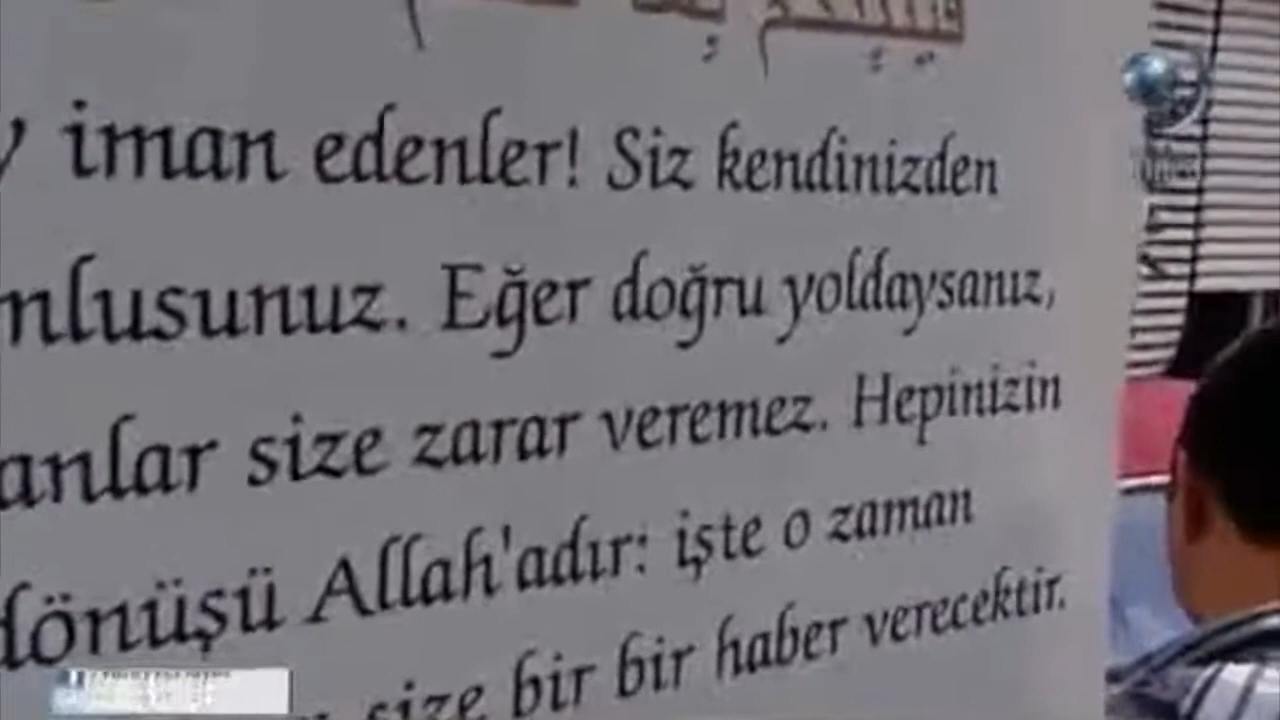 iman edenler! Siz kendinizden
nlusunuz. Eğer doğru yoldaysanız,
anlar size zarar veremez. Hepinizin
dönüşü Allah'adır: işte o zaman
size bir bir haber verecektir.